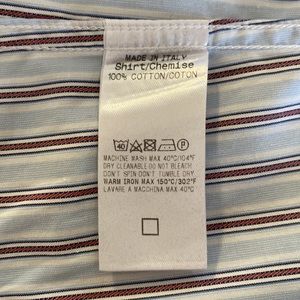 MADE IN ITALY
Shirt/Chemise
100% COTTON/COTON
40 P
MACHINE WASH MAX 40°C/104°F
DRY CLEANABLE DO NOT BLEACH
DON'T SPIN DON'T TUMBLE DRY
WARM IRON MAX 150°C/302°F
LAVARE A MACCHINA MAX 40°C